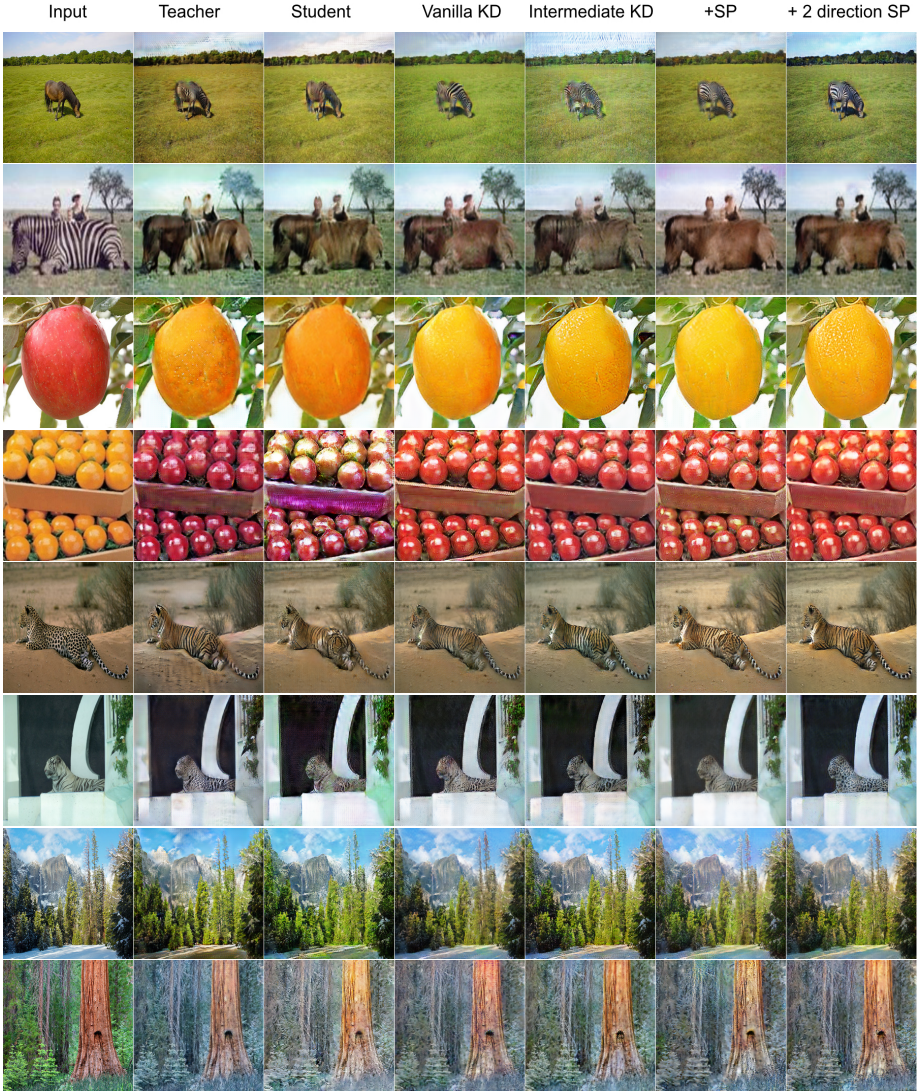 Input Teacher Student Vanilla KD Intermediate KD +SP + 2 direction SP